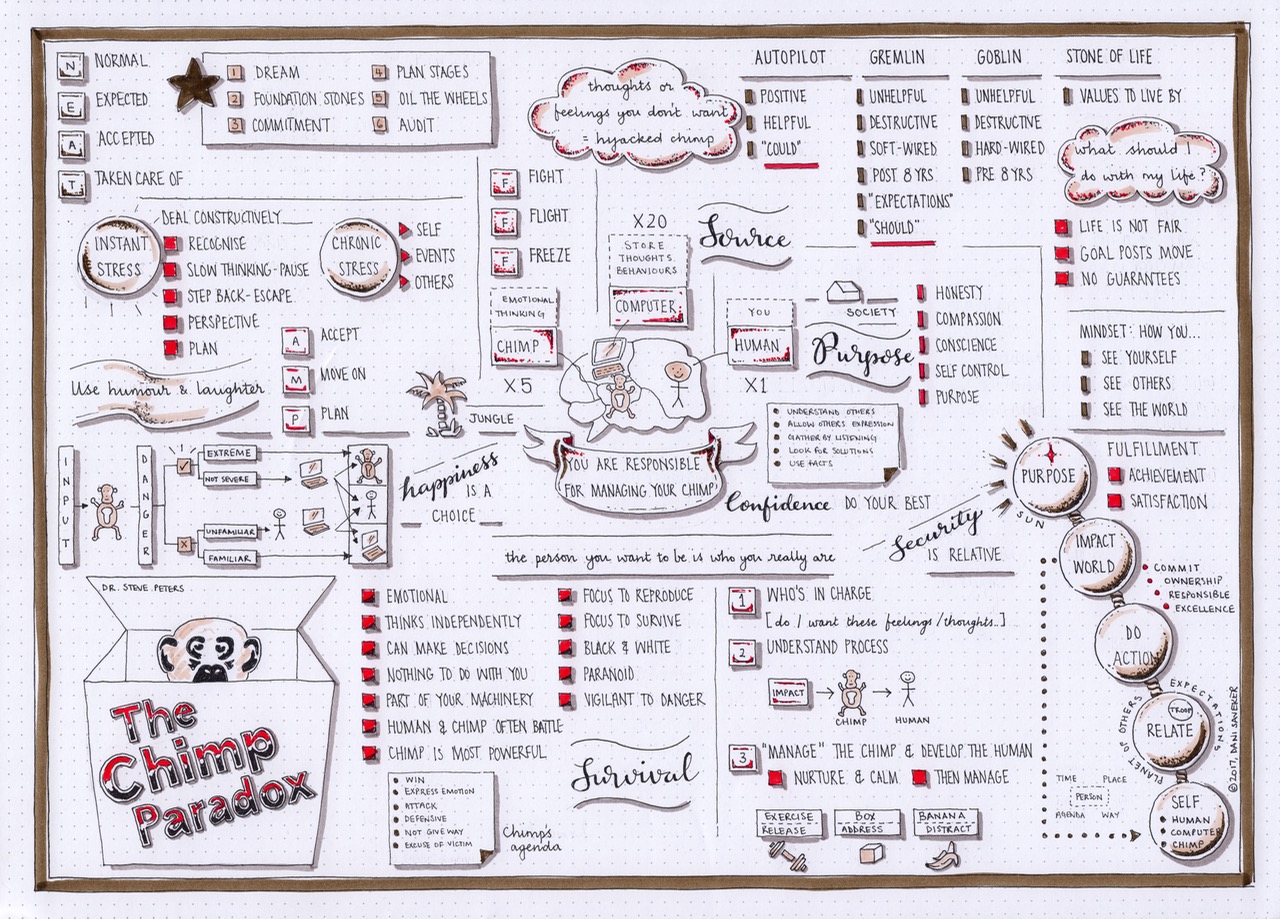 N NORMAL
E EXPECTED
A ACCEPTED
T TAKEN CARE OF
1 DREAM
2 FOUNDATION STONES
3 COMMITMENT
4 PLAN STAGES
5 OIL THE WHEELS
6 AUDIT
thoughts or
feelings you don't want
= hyjacked chimp
AUTOPILOT
POSITIVE
HELPFUL
"COULD"
GREMLIN
UNHELPFUL
DESTRUCTIVE
SOFT-WIRED
POST 8 YRS
"EXPECTATIONS"
"SHOULD"
GOBLIN
UNHELPFUL
DESTRUCTIVE
HARD-WIRED
PRE 8 YRS
STONE OF LIFE
VALUES TO LIVE BY
what should I
do with my life?
LIFE IS NOT FAIR
GOAL POSTS MOVE
NO GUARANTEES
INSTANT
STRESS
DEAL CONSTRUCTIVELY
RECOGNISE
SLOW THINKING-PAUSE
STEP BACK-ESCAPE
PERSPECTIVE
PLAN
CHRONIC
STRESS
SELF
EVENTS
OTHERS
Use humour & laughter
A ACCEPT
M MOVE ON
P PLAN
F FIGHT
F FLIGHT
F FREEZE
EMOTIONAL
THINKING
CHIMP
X5
X20
STORE
THOUGHTS
BEHAVIOURS
COMPUTER
Source
YOU
HUMAN
X1
SOCIETY
Purpose
HONESTY
COMPASSION
CONSCIENCE
SELF CONTROL
PURPOSE
MINDSET: HOW YOU...
SEE YOURSELF
SEE OTHERS
SEE THE WORLD
JUNGLE
YOU ARE RESPONSIBLE
FOR MANAGING YOUR CHIMP
UNDERSTAND OTHERS
ALLOW OTHERS EXPRESSION
GATHER BY LISTENING
LOOK FOR SOLUTIONS
USE FACTS
INPUT
DANGER
EXTREME
NOT SEVERE
UNFAMILIAR
FAMILIAR
happiness
IS A
CHOICE
Confidence DO YOUR BEST
Security
IS RELATIVE
the person you want to be is who you really are
PURPOSE
SUN
FULFILLMENT
ACHIEVEMENT
SATISFACTION
IMPACT
WORLD
COMMIT
OWNERSHIP
RESPONSIBLE
EXCELLENCE
DO
ACTION
PLANET OF OTHERS EXPECTATIONS
TROOP
RELATE
SELF
HUMAN
COMPUTER
CHIMP
TIME PLACE
PERSON
AGENDA WAY
DR. STEVE PETERS
The
Chimp
Paradox
EMOTIONAL
THINKS INDEPENDENTLY
CAN MAKE DECISIONS
NOTHING TO DO WITH YOU
PART OF YOUR MACHINERY
HUMAN & CHIMP OFTEN BATTLE
CHIMP IS MOST POWERFUL
FOCUS TO REPRODUCE
FOCUS TO SURVIVE
BLACK & WHITE
PARANOID
VIGILANT TO DANGER
Survival
WIN
EXPRESS EMOTION
ATTACK
DEFENSIVE
NOT GIVE WAY
EXCUSE OF VICTIM
Chimp's
agenda
1 WHO'S IN CHARGE
[do I want these feelings/thoughts..]
2 UNDERSTAND PROCESS
IMPACT
CHIMP
HUMAN
3. "MANAGE" THE CHIMP & DEVELOP THE HUMAN
NURTURE & CALM
THEN MANAGE
EXERCISE
RELEASE
BOX
ADDRESS
BANANA
DISTRACT
© 2017, DANI SAVEKER